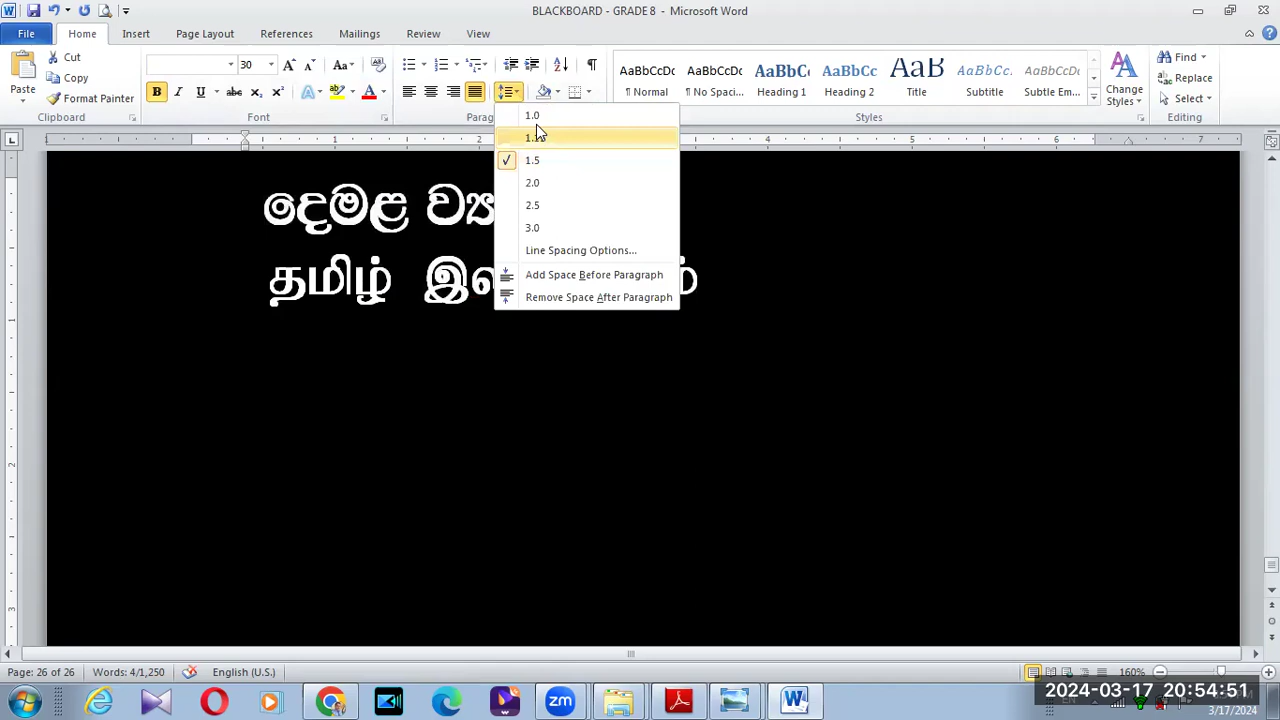 BLACKBOARD - GRADE 8 - Microsoft Word
File Home Insert Page Layout References Mailings Review View
Paste
Cut
Copy
Format Painter
Clipboard
30
Font
1.0
1.5
2.0
2.5
3.0
Line Spacing Options...
Add Space Before Paragraph
Remove Space After Paragraph
AaBbCcDc AaBbCcDc AaBbCc AaBbCc AaB AaBbCcL AaBbCcDc
¶ Normal ¶ No Spaci... Heading 1 Heading 2 Title Subtitle Subtle Em...
Styles
Change Styles
Find
Replace
Select
Editing
දෙමළ
தமிழ்
Page: 26 of 26 Words: 4/1,250 English (U.S.) 160%
2024-03-17 20:54:51
3/17/2024